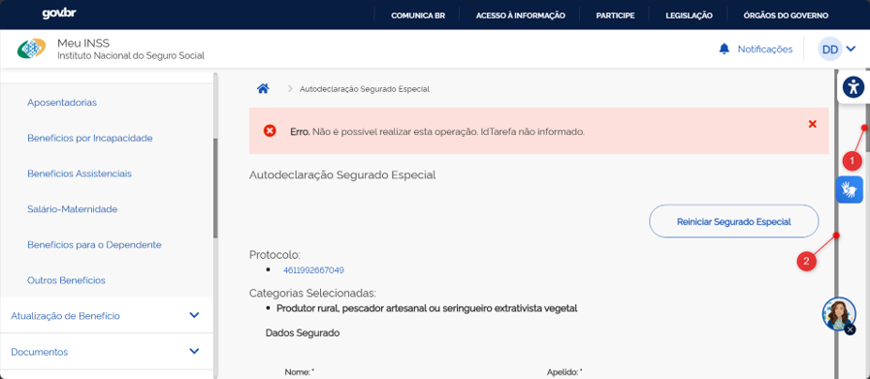 gov.br
COMUNICA BR
ACESSO À INFORMAÇÃO
PARTICIPE
LEGISLAÇÃO
ÓRGÃOS DO GOVERNO
Meu INSS
Instituto Nacional do Seguro Social
Notificações
DD
Aposentadorias
Benefícios por Incapacidade
Benefícios Assistenciais
Salário-Maternidade
Benefícios para o Dependente
Outros Benefícios
Atualização de Benefício
Documentos
Autodeclaração Segurado Especial
Erro. Não é possível realizar esta operação. IdTarefa não informado.
Autodeclaração Segurado Especial
Reiniciar Segurado Especial
Protocolo:
4611992667049
Categorias Selecionadas:
Produtor rural, pescador artesanal ou seringueiro extrativista vegetal
Dados Segurado
Nome: *
Apelido: *
1
2